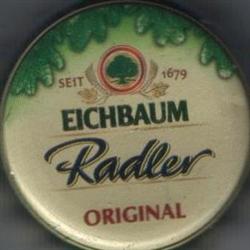 SEIT 1679
EICHBAUM
Radler
ORIGINAL